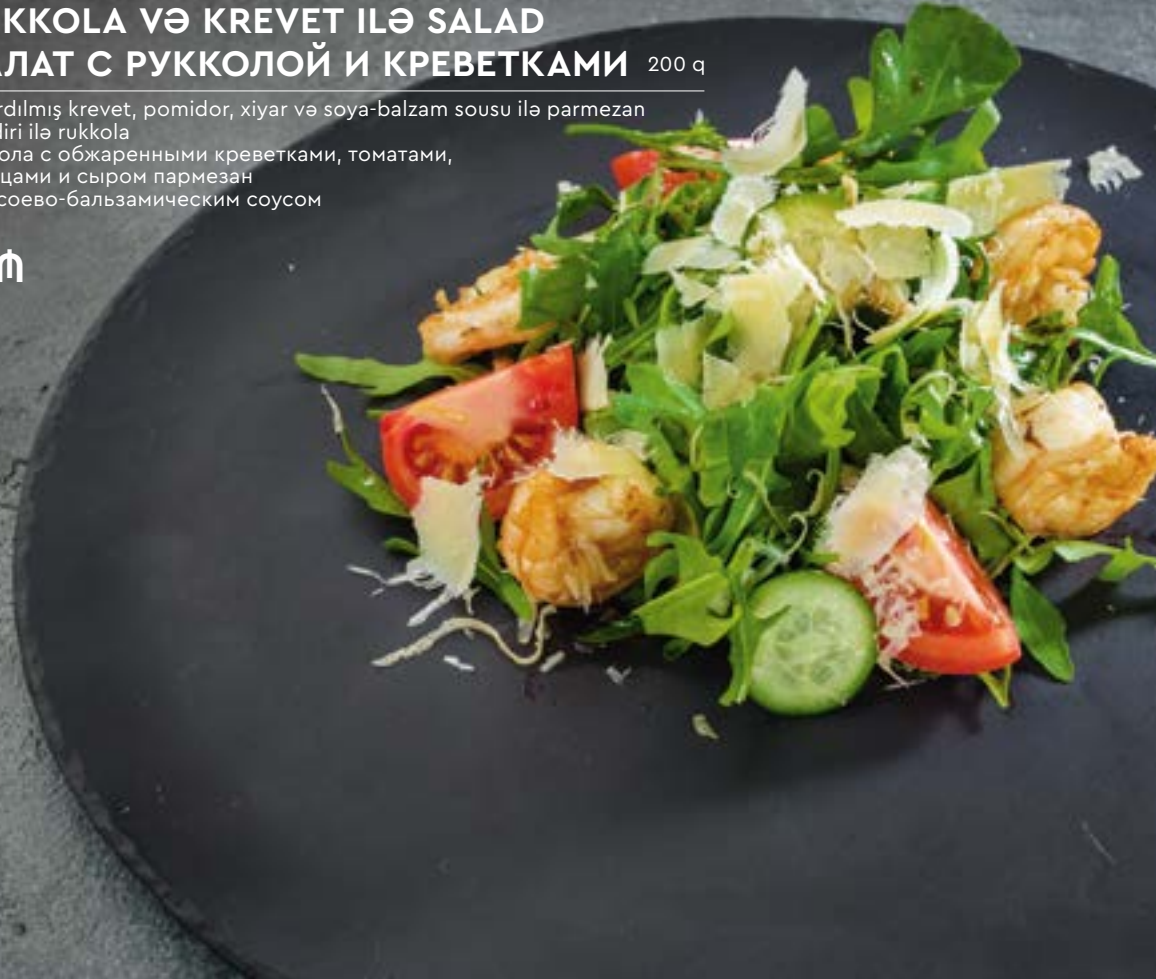 KKOLA VƏ KREVET ILƏ SALAD
ЛАТ С РУККОЛОЙ И КРЕВЕТКАМИ 200 q
rdılmış krevet, pomidor, xiyar və soya-balzam sousu ilə parmezan
diri ilə rukkola
ола с обжаренными креветками, томатами,
цами и сыром пармезан
соево-бальзамическим соусом
₼